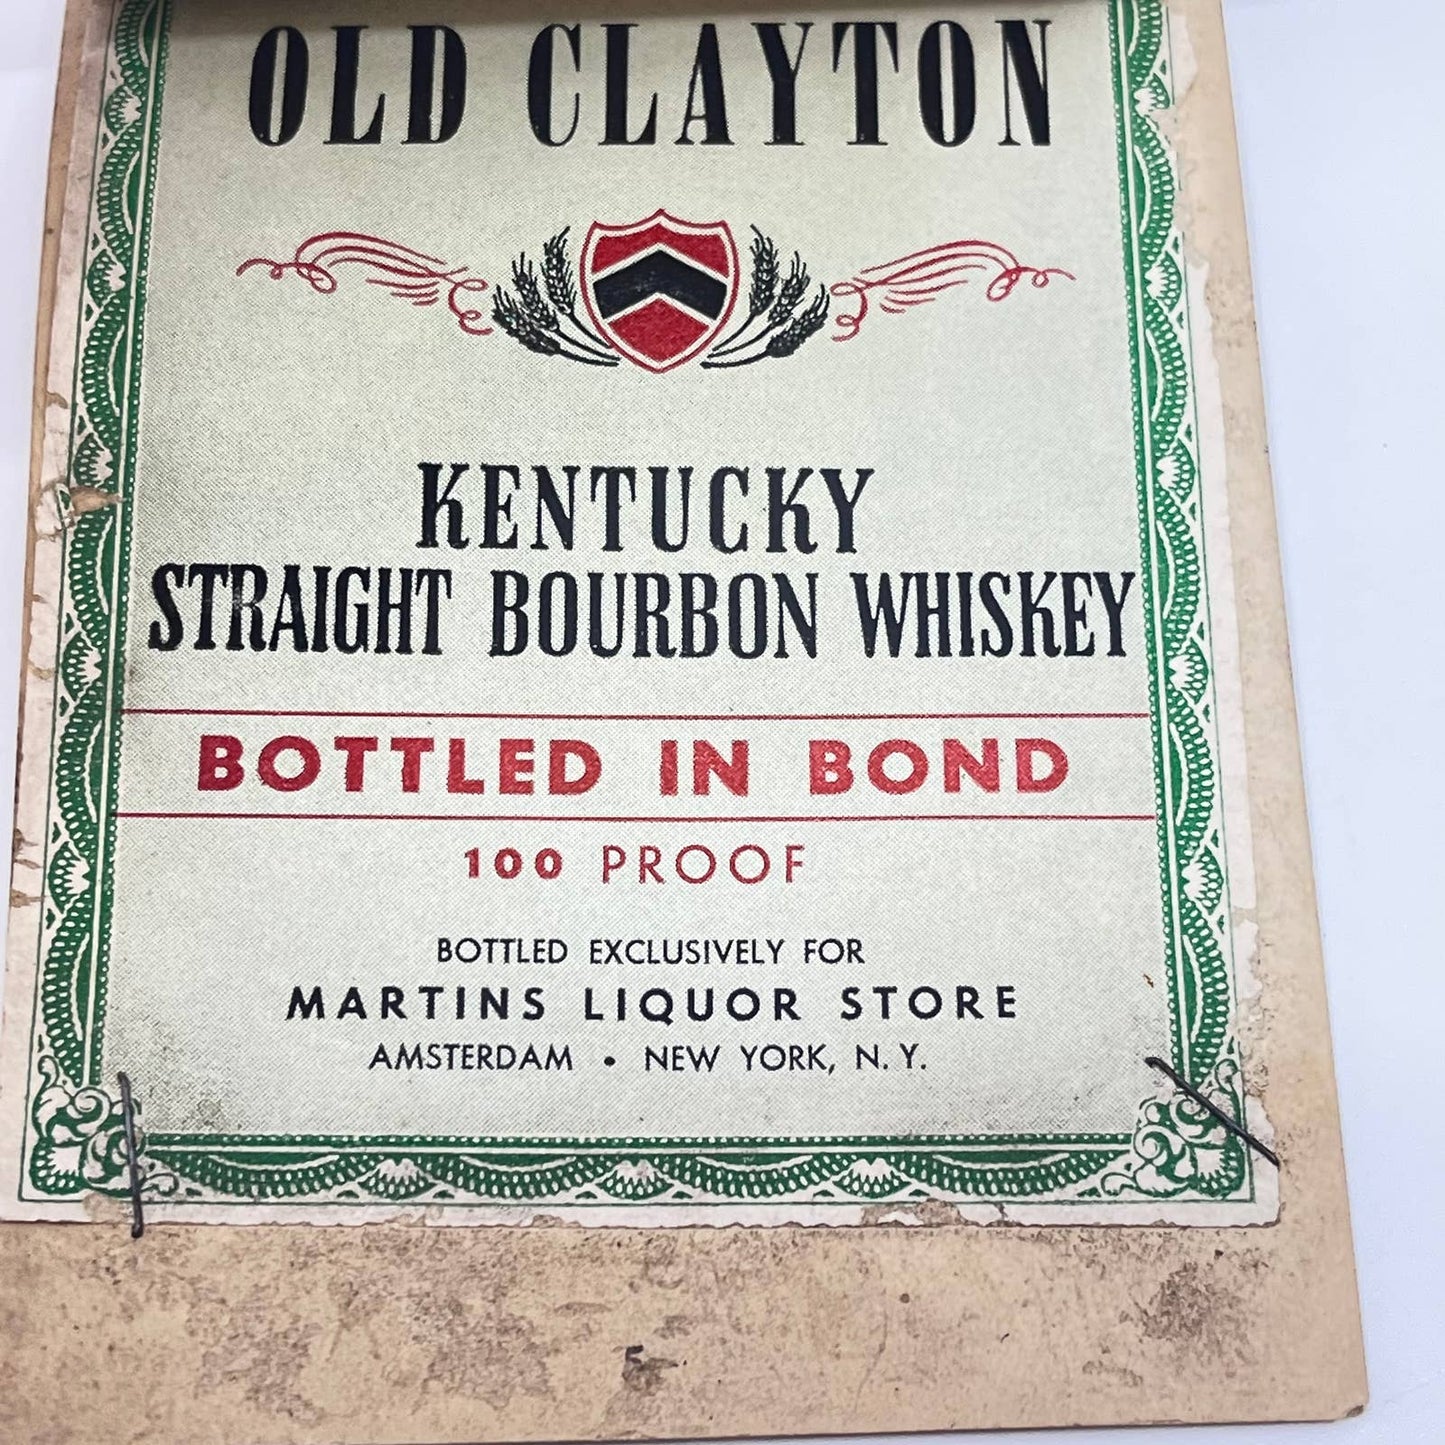 OLD CLAYTON
KENTUCKY
STRAIGHT BOURBON WHISKEY
BOTTLED IN BOND
100 PROOF
BOTTLED EXCLUSIVELY FOR
MARTINS LIQUOR STORE
AMSTERDAM • NEW YORK, N. Y.
5